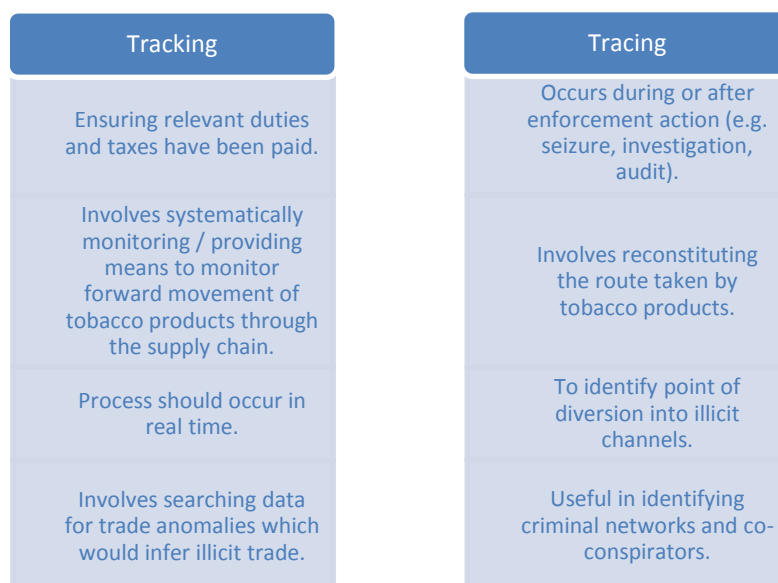 Tracking
Ensuring relevant duties
and taxes have been paid.
Involves systematically
monitoring / providing
means to monitor
forward movement of
tobacco products through
the supply chain.
Process should occur in
real time.
Involves searching data
for trade anomalies which
would infer illicit trade.
Tracing
Occurs during or after
enforcement action (e.g.
seizure, investigation,
audit).
Involves reconstituting
the route taken by
tobacco products.
To identify point of
diversion into illicit
channels.
Useful in identifying
criminal networks and co-
conspirators.